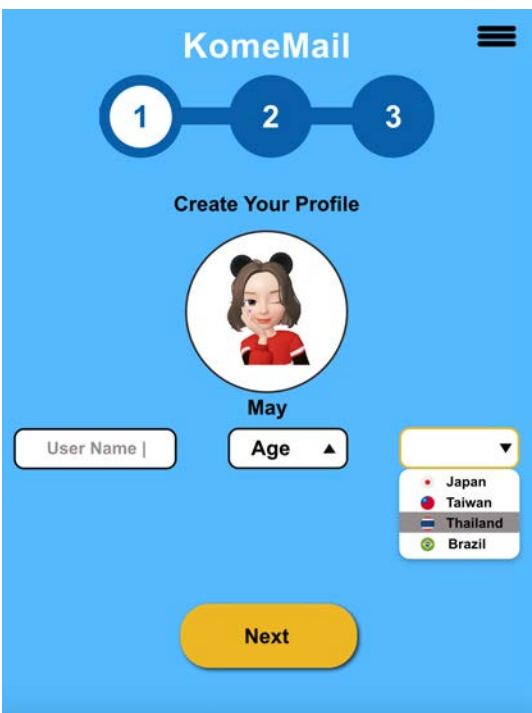 KomeMail
1 2 3
Create Your Profile
May
User Name |
Age
Japan
Taiwan
Thailand
Brazil
Next